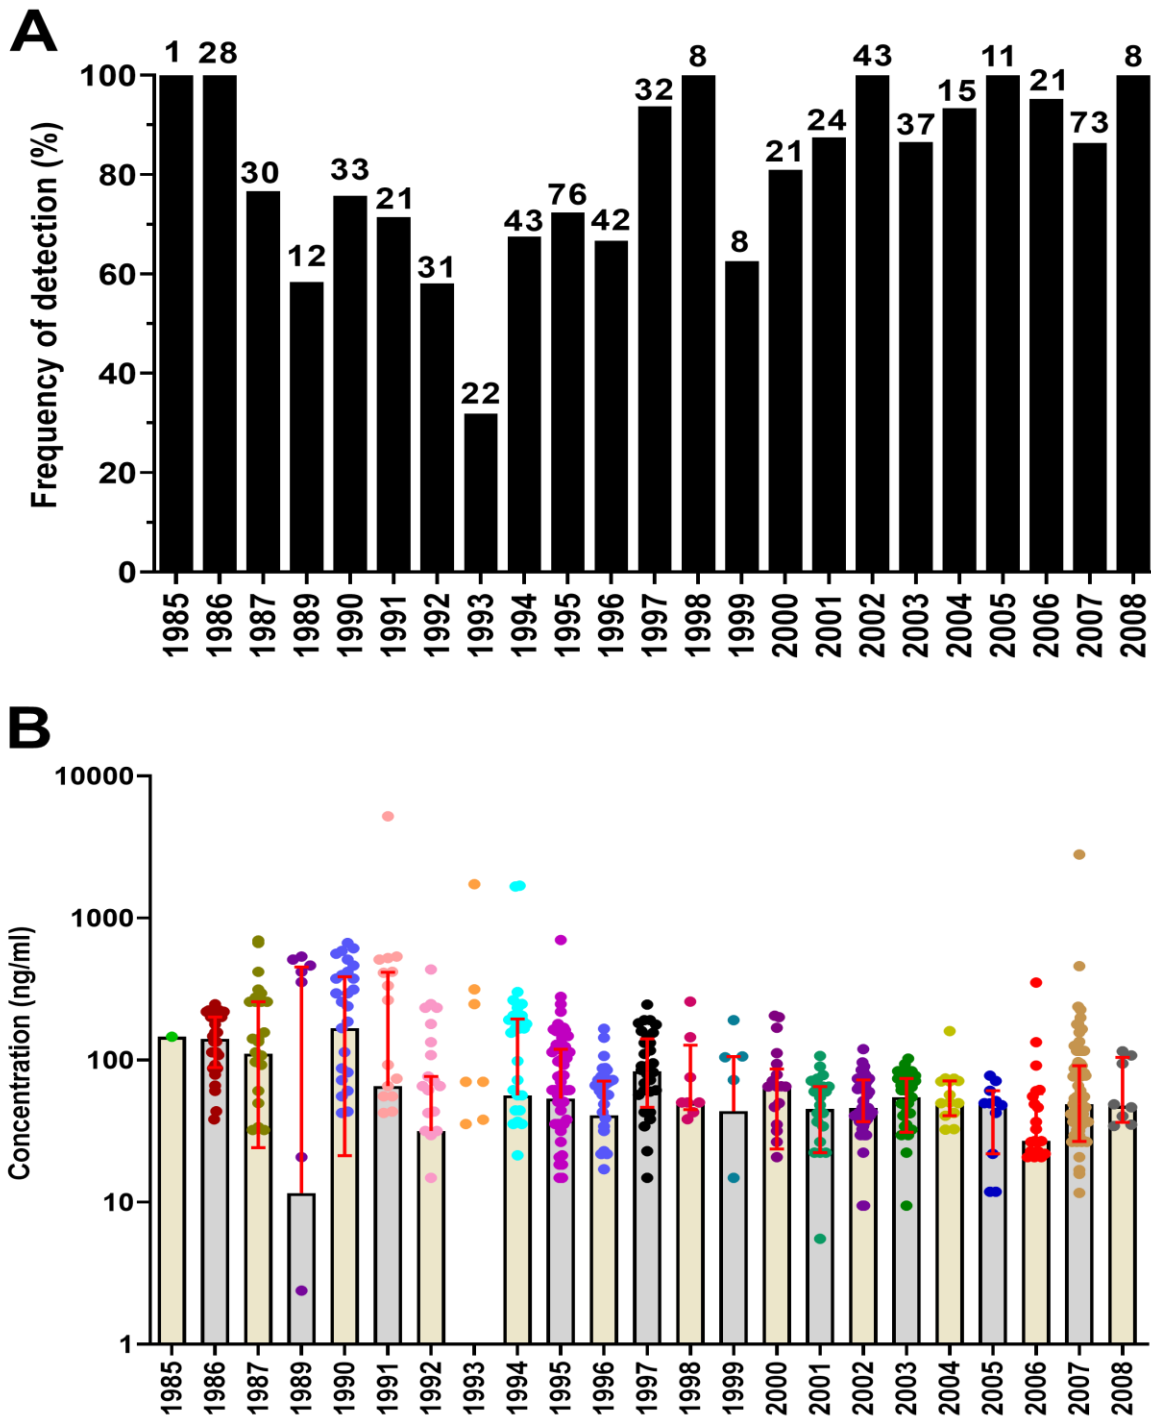 A
1 28 30 12 33 21 31 22 43 76 42 32 8 8 21 24 43 37 15 11 21 73 8
Frequency of detection (%)
100
80
60
40
20
0
1985 1986 1987 1989 1990 1991 1992 1993 1994 1995 1996 1997 1998 1999 2000 2001 2002 2003 2004 2005 2006 2007 2008
B
Concentration (ng/ml)
10000
1000
100
10
1
1985 1986 1987 1989 1990 1991 1992 1993 1994 1995 1996 1997 1998 1999 2000 2001 2002 2003 2004 2005 2006 2007 2008